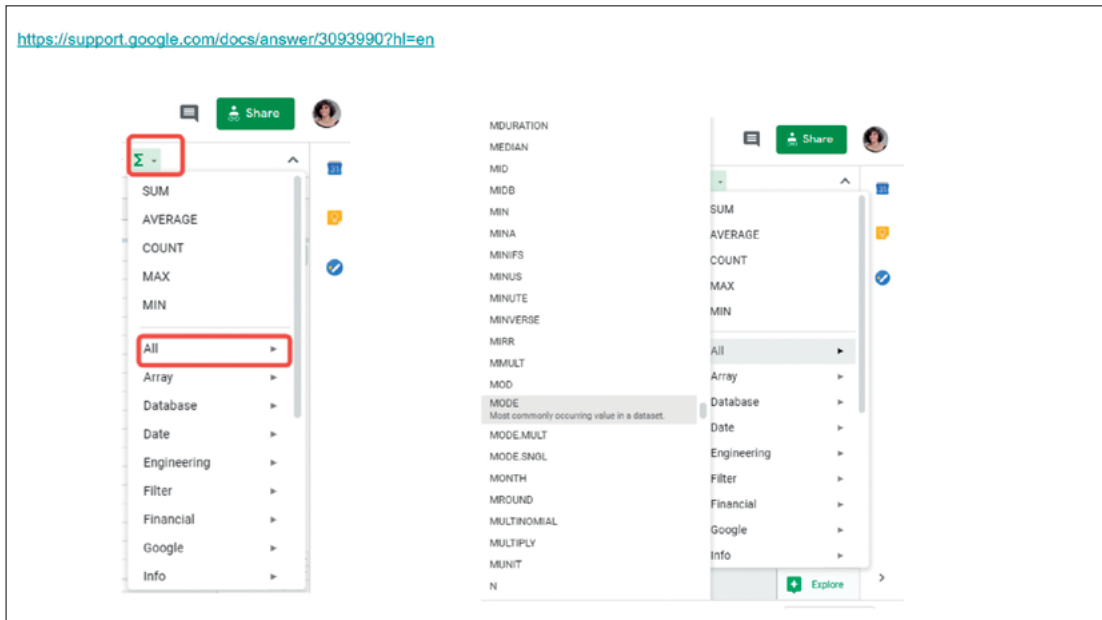 https://support.google.com/docs/answer/3093990?hl=en
Share
Σ
31
SUM
AVERAGE
COUNT
MAX
MIN
All
Array
Database
Date
Engineering
Filter
Financial
Google
Info
MDURATION
MEDIAN
MID
MIDB
MIN
MINA
MINIFS
MINUS
MINUTE
MINVERSE
MIRR
MMULT
MOD
MODE
Most commonly occurring value in a dataset.
MODE.MULT
MODE.SNGL
MONTH
MROUND
MULTINOMIAL
MULTIPLY
MUNIT
N
Share
31
SUM
AVERAGE
COUNT
MAX
MIN
All
Array
Database
Date
Engineering
Filter
Financial
Google
Info
Explore